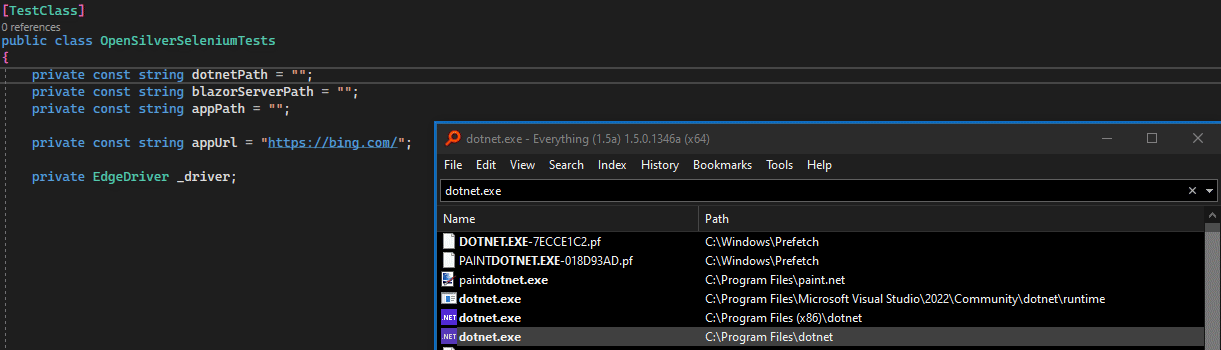 [TestClass]
0 references
public class OpenSilverSeleniumTests
{
private const string dotnetPath = "";
private const string blazorServerPath = "";
private const string appPath = "";
private const string appUrl = "https://bing.com/";
private EdgeDriver _driver;
dotnet.exe - Everything (1.5a) 1.5.0.1346a (x64)
File Edit View Search Index History Bookmarks Tools Help
dotnet.exe
Name Path
DOTNET.EXE-7ECCE1C2.pf C:\Windows\Prefetch
PAINTDOTNET.EXE-018D93AD.pf C:\Windows\Prefetch
paintdotnet.exe C:\Program Files\paint.net
dotnet.exe C:\Program Files\Microsoft Visual Studio\2022\Community\dotnet\runtime
.NET dotnet.exe C:\Program Files (x86)\dotnet
.NET dotnet.exe C:\Program Files\dotnet